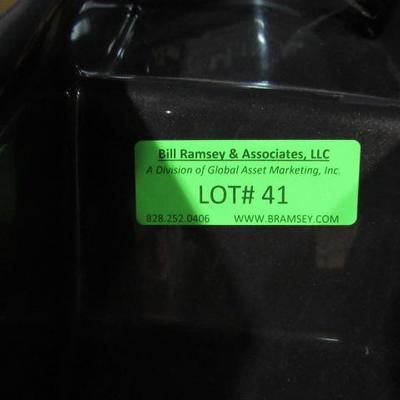 Bill Ramsey & Associates, LLC
A Division of Global Asset Marketing, Inc.
LOT# 41
828.252.0406 WWW.BRAMSEY.COM